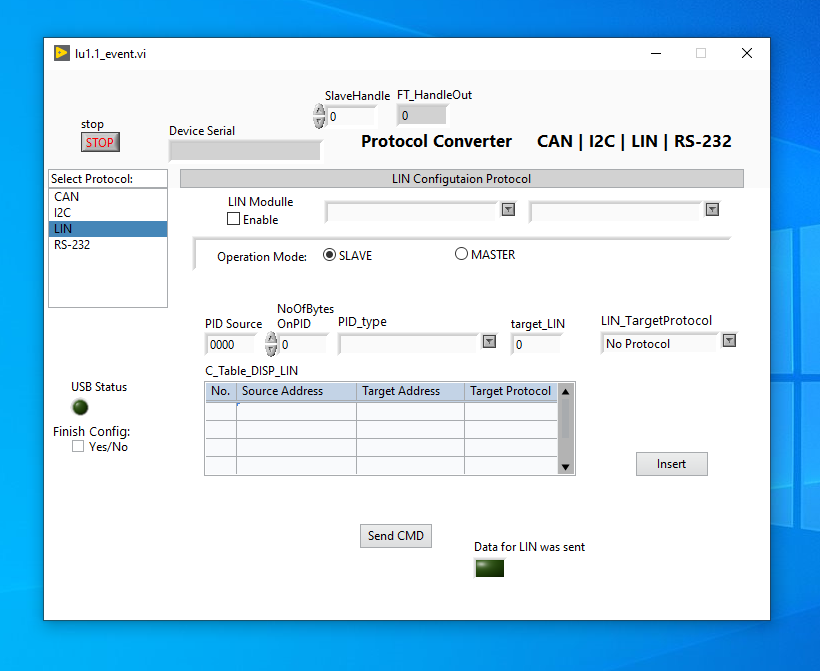 lu1.1_event.vi
SlaveHandle FT_HandleOut
0 0
stop
STOP
Device Serial
Protocol Converter CAN | I2C | LIN | RS-232
Select Protocol:
CAN
I2C
LIN
RS-232
LIN Configutaion Protocol
LIN Modulle
Enable
Operation Mode: SLAVE MASTER
PID Source NoOfBytes OnPID PID_type target_LIN LIN_TargetProtocol
0000 0 0 No Protocol
C_Table_DISP_LIN
No. Source Address Target Address Target Protocol
USB Status
Finish Config:
Yes/No
Insert
Send CMD
Data for LIN was sent